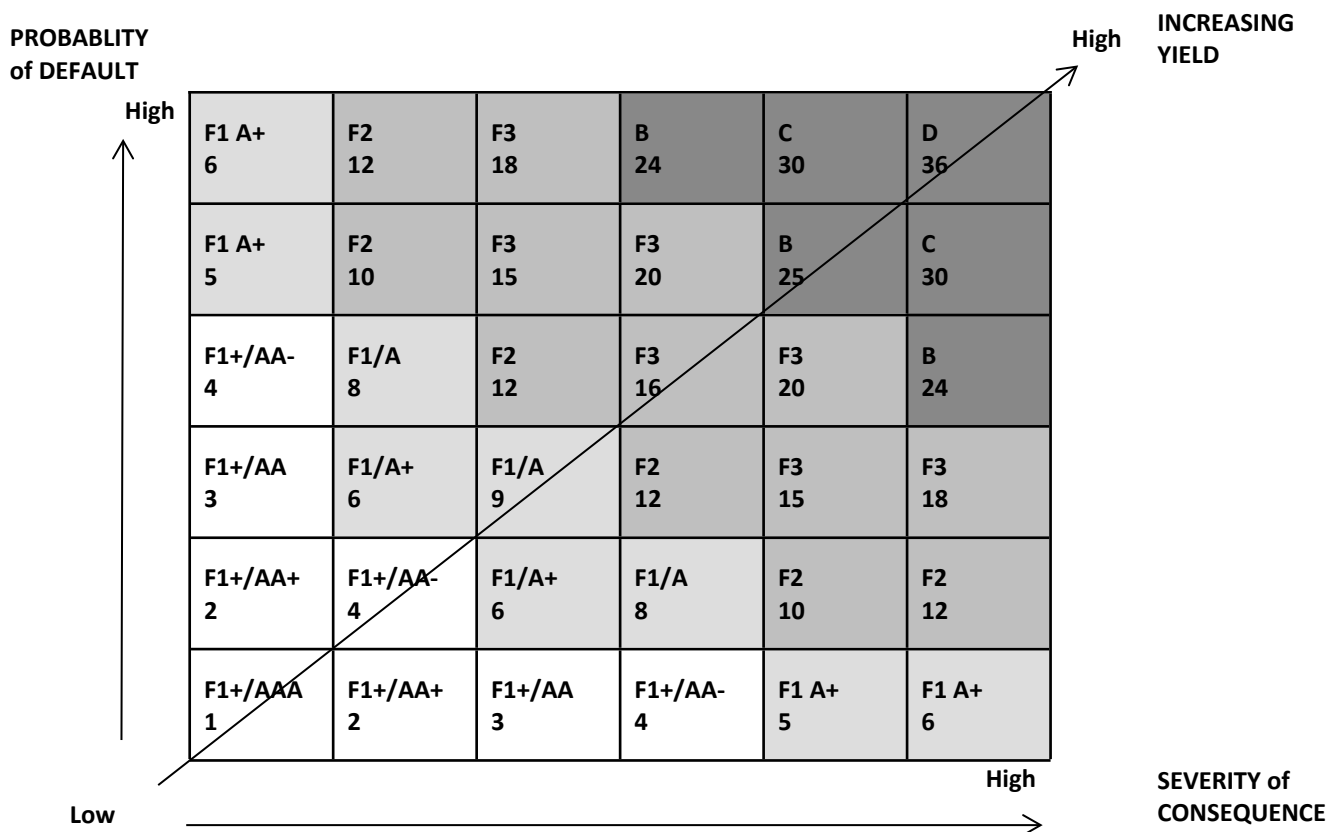 PROBABLITY
of DEFAULT
High
INCREASING
YIELD
High
F1 A+
6
F2
12
F3
18
B
24
C
30
D
36
F1 A+
5
F2
10
F3
15
F3
20
B
25
C
30
F1+/AA-
4
F1/A
8
F2
12
F3
16
F3
20
B
24
F1+/AA
3
F1/A+
6
F1/A
9
F2
12
F3
15
F3
18
F1+/AA+
2
F1+/AA-
4
F1/A+
6
F1/A
8
F2
10
F2
12
F1+/AAA
1
F1+/AA+
2
F1+/AA
3
F1+/AA-
4
F1 A+
5
F1 A+
6
Low
High
SEVERITY of
CONSEQUENCE